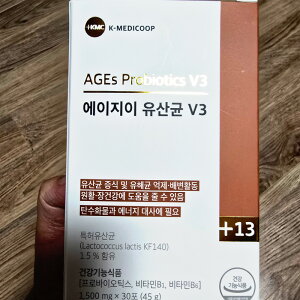 +KMC K-MEDICOOP
AGEs Probiotics V3
에이지이 유산균 V3
유산균 증식 및 유해균 억제·배변활동
원활·장건강에 도움을 줄 수 있음
탄수화물과 에너지 대사에 필요
+13
특허유산균
(Lactococcus lactis KF140)
1.5 % 함유
건강기능식품
[프로바이오틱스, 비타민B₁, 비타민B₆]
1,500 mg × 30포 (45 g)
건강
기능식품